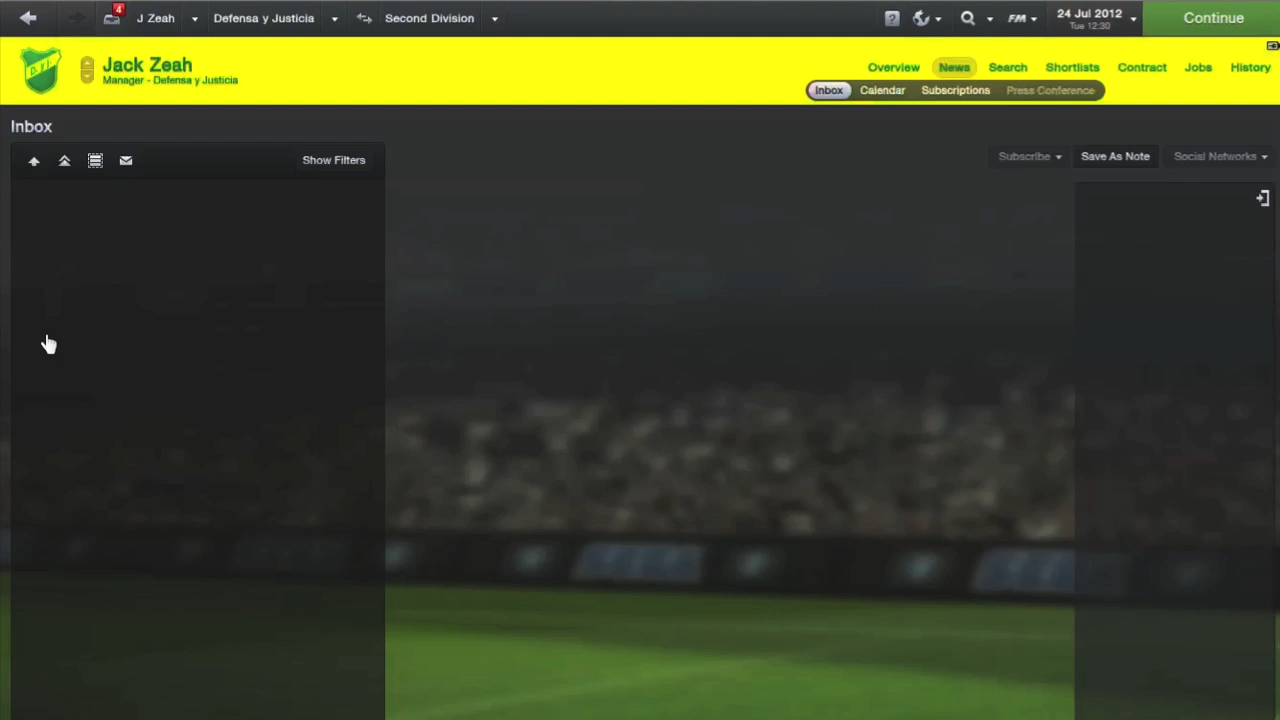 4
J Zeah
Defensa y Justicia
Second Division
?
FM
24 Jul 2012
Tue 12:30
Continue
D. Y J.
Jack Zeah
Manager - Defensa y Justicia
Overview
News
Search
Shortlists
Contract
Jobs
History
Inbox
Calendar
Subscriptions
Press Conference
Inbox
Show Filters
Subscribe
Save As Note
Social Networks